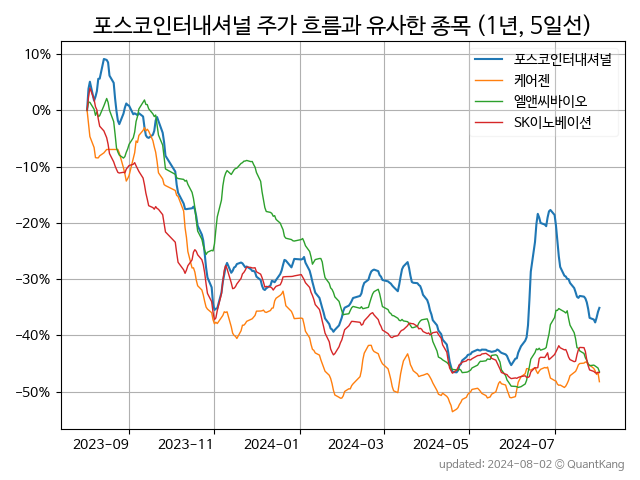 포스코인터내셔널 주가 흐름과 유사한 종목 (1년, 5일선)
포스코인터내셔널
케어젠
엘앤씨바이오
SK이노베이션
10%
0%
−10%
−20%
−30%
−40%
−50%
2023-09
2023-11
2024-01
2024-03
2024-05
2024-07
updated: 2024-08-02 © QuantKang